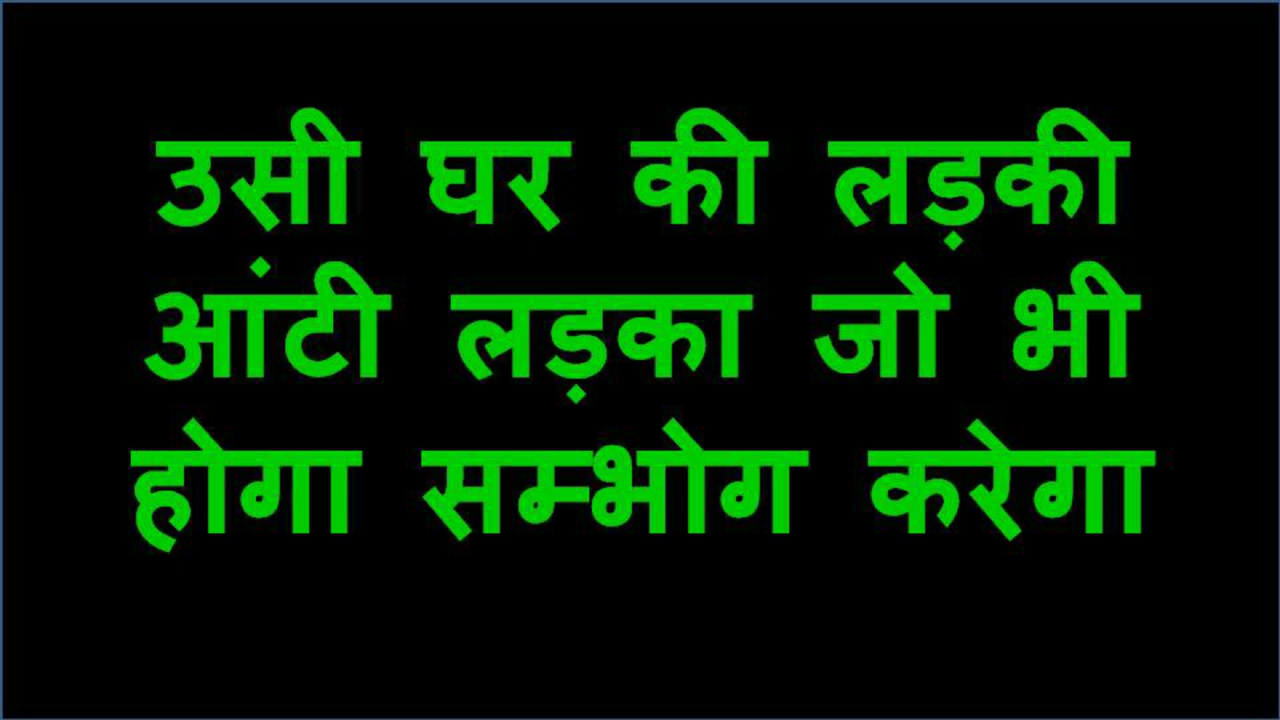 उसी घर की लड़की
आंटी लड़का जो भी
होगा सम्भोग करेगा